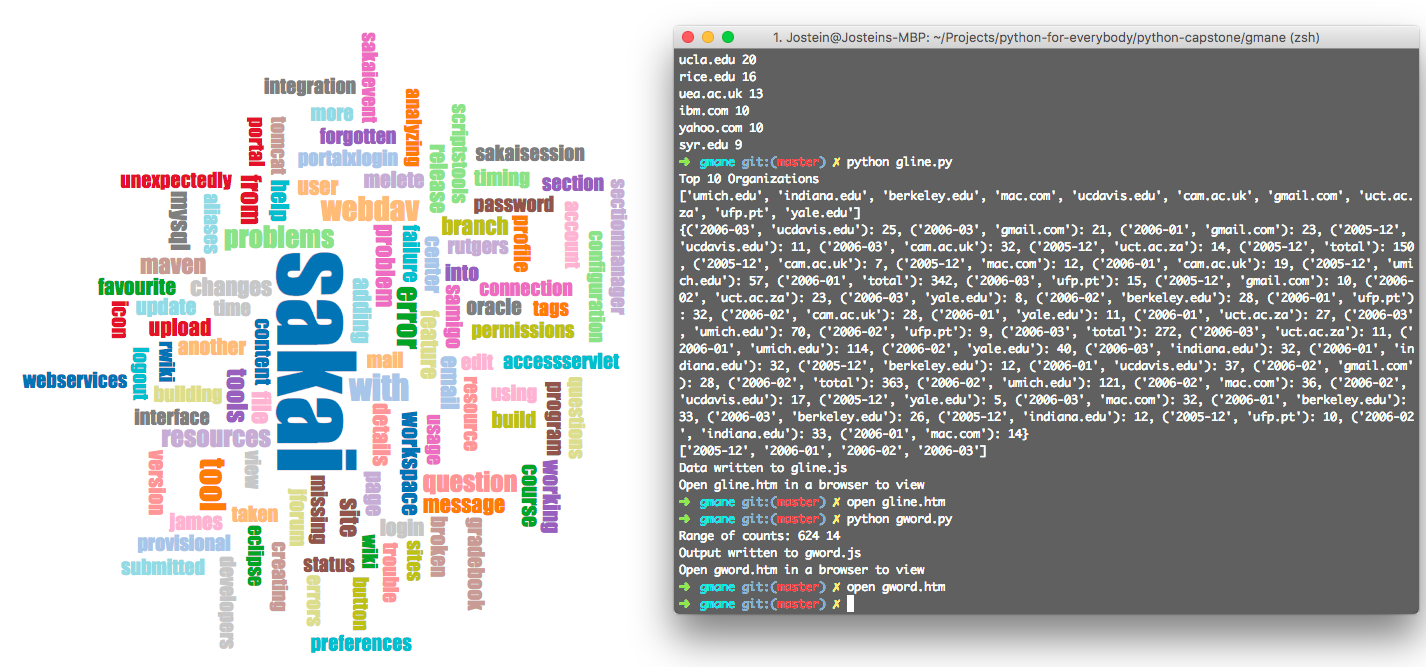 sakaievent
integration
more
analyzing
scriptstools
portal
tomcat
forgotten
portalxlogin
release
sakaisession
unexpectedly
from
help
user
melete
timing
section
sectionmanager
mysql
aliases
webdav
password
account
problems
problem
failure
branch
rutgers
profile
configuration
maven
center
into
favourite
changes
sakai
adding
error
samigo
connection
icon
update
time
oracle
tags
upload
content
feature
permissions
logout
rwiki
another
mail
email
edit
accessservlet
webservices
building
tools
file
with
resource
using
program
questions
interface
details
workspace
usage
build
resources
version
tool
view
page
question
course
working
james
taken
jforum
missing
site
message
login
provisional
eclipse
creating
wiki
sites
broken
gradebook
submitted
developers
status
trouble
errors
button
preferences
1. Jostein@Josteins-MBP: ~/Projects/python-for-everybody/python-capstone/gmane (zsh)
ucla.edu 20
rice.edu 16
uea.ac.uk 13
ibm.com 10
yahoo.com 10
syr.edu 9
➜ gmane git:(master) ✗ python gline.py
Top 10 Organizations
['umich.edu', 'indiana.edu', 'berkeley.edu', 'mac.com', 'ucdavis.edu', 'cam.ac.uk', 'gmail.com', 'uct.ac.
za', 'ufp.pt', 'yale.edu']
{('2006-03', 'ucdavis.edu'): 25, ('2006-03', 'gmail.com'): 21, ('2006-01', 'gmail.com'): 23, ('2005-12',
'ucdavis.edu'): 11, ('2006-03', 'cam.ac.uk'): 32, ('2005-12', 'uct.ac.za'): 14, ('2005-12', 'total'): 150
, ('2005-12', 'cam.ac.uk'): 7, ('2005-12', 'mac.com'): 12, ('2006-01', 'cam.ac.uk'): 19, ('2005-12', 'umi
ch.edu'): 57, ('2006-01', 'total'): 342, ('2006-03', 'ufp.pt'): 15, ('2005-12', 'gmail.com'): 10, ('2006-
02', 'uct.ac.za'): 23, ('2006-03', 'yale.edu'): 8, ('2006-02', 'berkeley.edu'): 28, ('2006-01', 'ufp.pt')
: 32, ('2006-02', 'cam.ac.uk'): 28, ('2006-01', 'yale.edu'): 11, ('2006-01', 'uct.ac.za'): 27, ('2006-03'
, 'umich.edu'): 70, ('2006-02', 'ufp.pt'): 9, ('2006-03', 'total'): 272, ('2006-03', 'uct.ac.za'): 11, ('
2006-01', 'umich.edu'): 114, ('2006-02', 'yale.edu'): 40, ('2006-03', 'indiana.edu'): 32, ('2006-01', 'in
diana.edu'): 32, ('2005-12', 'berkeley.edu'): 12, ('2006-01', 'ucdavis.edu'): 37, ('2006-02', 'gmail.com'
): 28, ('2006-02', 'total'): 363, ('2006-02', 'umich.edu'): 121, ('2006-02', 'mac.com'): 36, ('2006-02',
'ucdavis.edu'): 17, ('2005-12', 'yale.edu'): 5, ('2006-03', 'mac.com'): 32, ('2006-01', 'berkeley.edu'):
33, ('2006-03', 'berkeley.edu'): 26, ('2005-12', 'indiana.edu'): 12, ('2005-12', 'ufp.pt'): 10, ('2006-02
', 'indiana.edu'): 33, ('2006-01', 'mac.com'): 14}
['2005-12', '2006-01', '2006-02', '2006-03']
Data written to gline.js
Open gline.htm in a browser to view
➜ gmane git:(master) ✗ open gline.htm
➜ gmane git:(master) ✗ python gword.py
Range of counts: 624 14
Output written to gword.js
Open gword.htm in a browser to view
➜ gmane git:(master) ✗ open gword.htm
➜ gmane git:(master) ✗